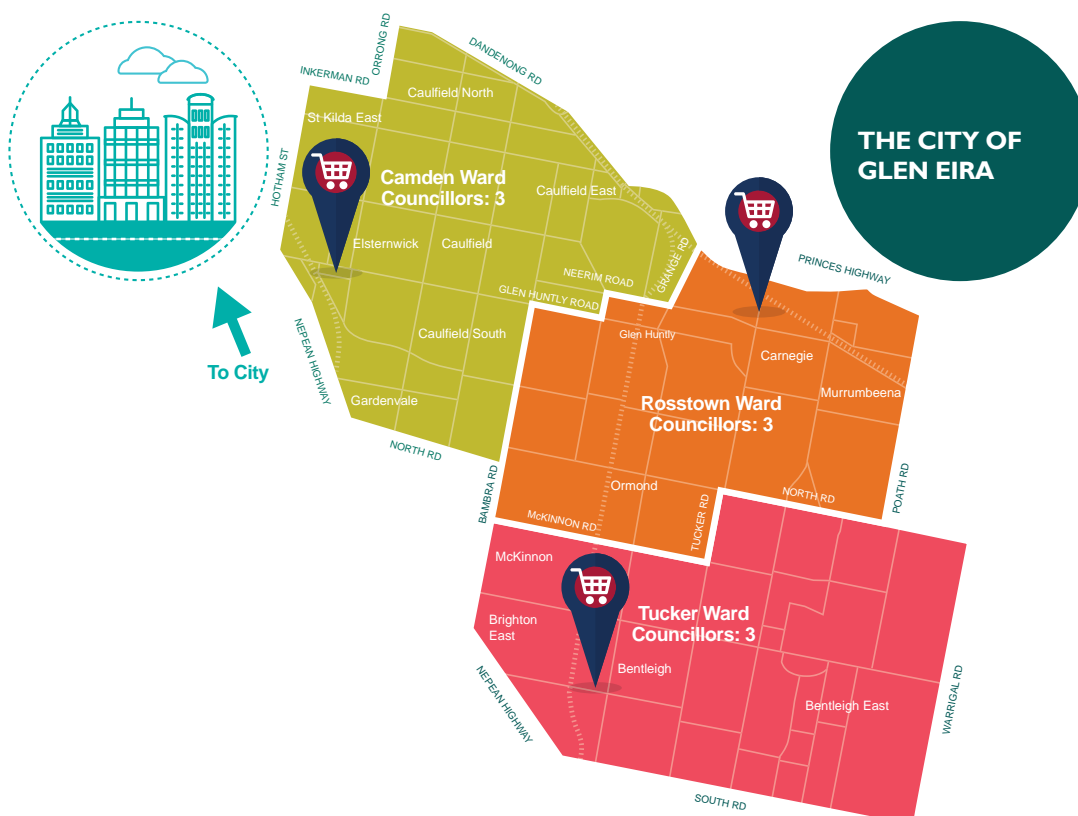 THE CITY OF
GLEN EIRA
To City
INKERMAN RD
ORRONG RD
DANDENONG RD
HOTHAM ST
Caulfield North
St Kilda East
Camden Ward
Councillors: 3
Caulfield East
Elsternwick
Caulfield
NEERIM ROAD
GRANGE RD
GLEN HUNTLY ROAD
PRINCES HIGHWAY
NEPEAN HIGHWAY
Caulfield South
Gardenvale
NORTH RD
Glen Huntly
Carnegie
Murrumbeena
Rosstown Ward
Councillors: 3
Ormond
BAMBRA RD
McKINNON RD
TUCKER RD
NORTH RD
POATH RD
McKinnon
Brighton
East
Tucker Ward
Councillors: 3
Bentleigh
Bentleigh East
NEPEAN HIGHWAY
WARRIGAL RD
SOUTH RD